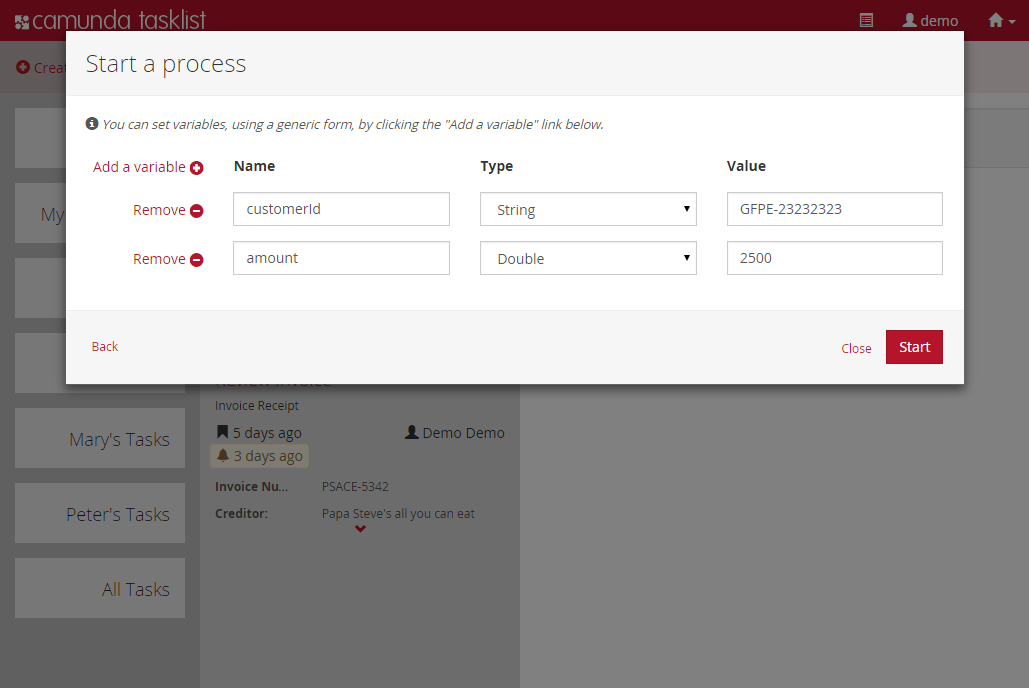 camunda tasklist demo
Start a process
You can set variables, using a generic form, by clicking the "Add a variable" link below.
Add a variable Name Type Value
Remove customerId String GFPE-23232323
Remove amount Double 2500
Back Close Start
My
Review Invoice
Invoice Receipt
5 days ago Demo Demo
3 days ago
Invoice Nu... PSACE-5342
Creditor: Papa Steve's all you can eat
Mary's Tasks
Peter's Tasks
All Tasks